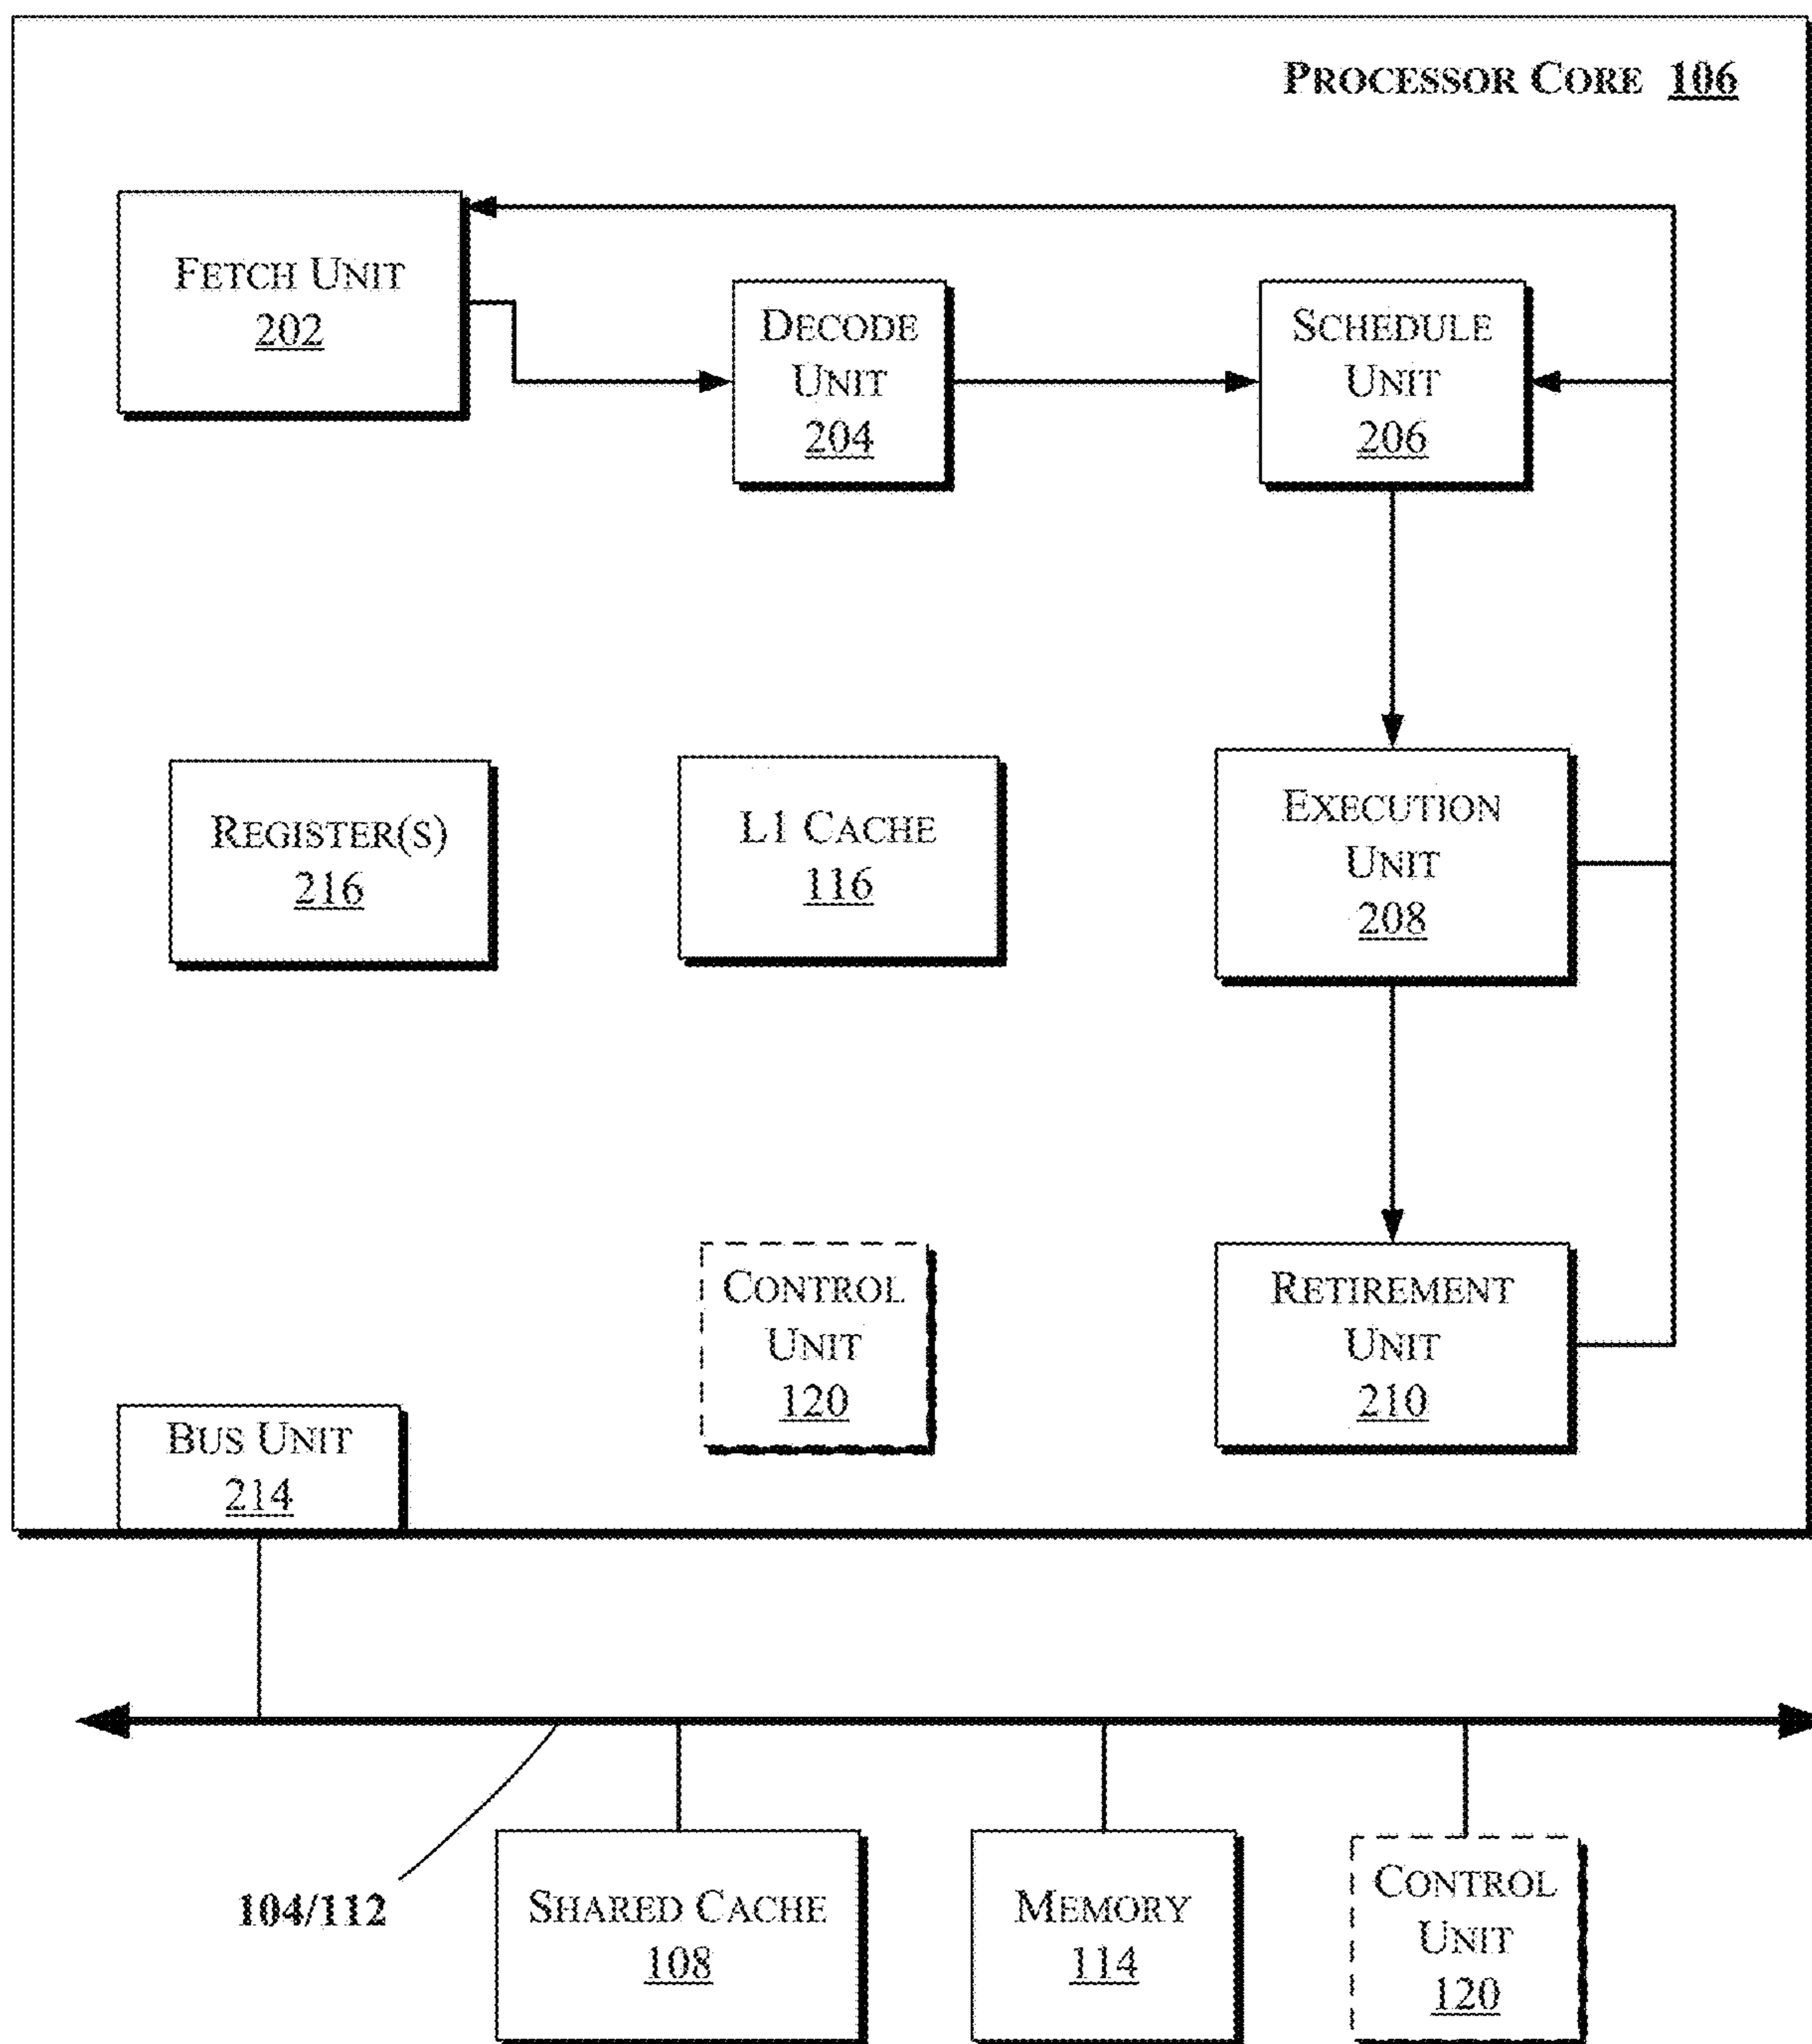 PROCESSOR CORE 106
FETCH UNIT
202
DECODE
UNIT
204
SCHEDULE
UNIT
206
REGISTER(S)
216
L1 CACHE
116
EXECUTION
UNIT
208
CONTROL
UNIT
120
RETIREMENT
UNIT
210
BUS UNIT
214
104/112
SHARED CACHE
108
MEMORY
114
CONTROL
UNIT
120